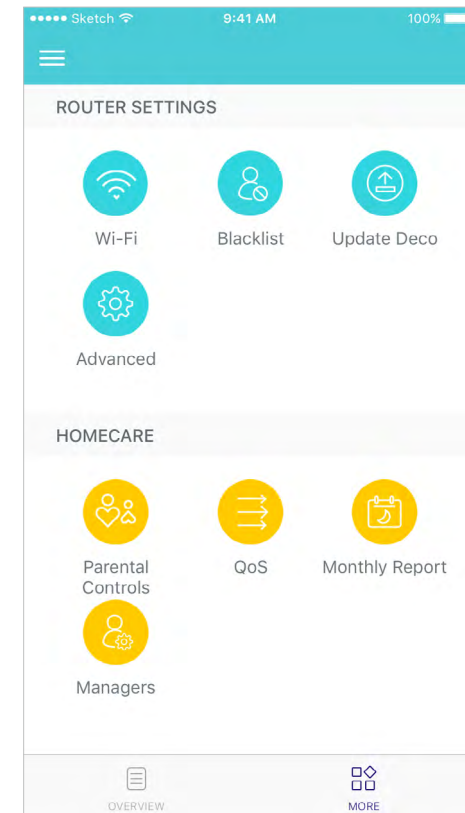 Sketch 9:41 AM 100%
ROUTER SETTINGS
Wi-Fi Blacklist Update Deco
Advanced
HOMECARE
Parental
Controls
QoS
Monthly Report
Managers
OVERVIEW MORE